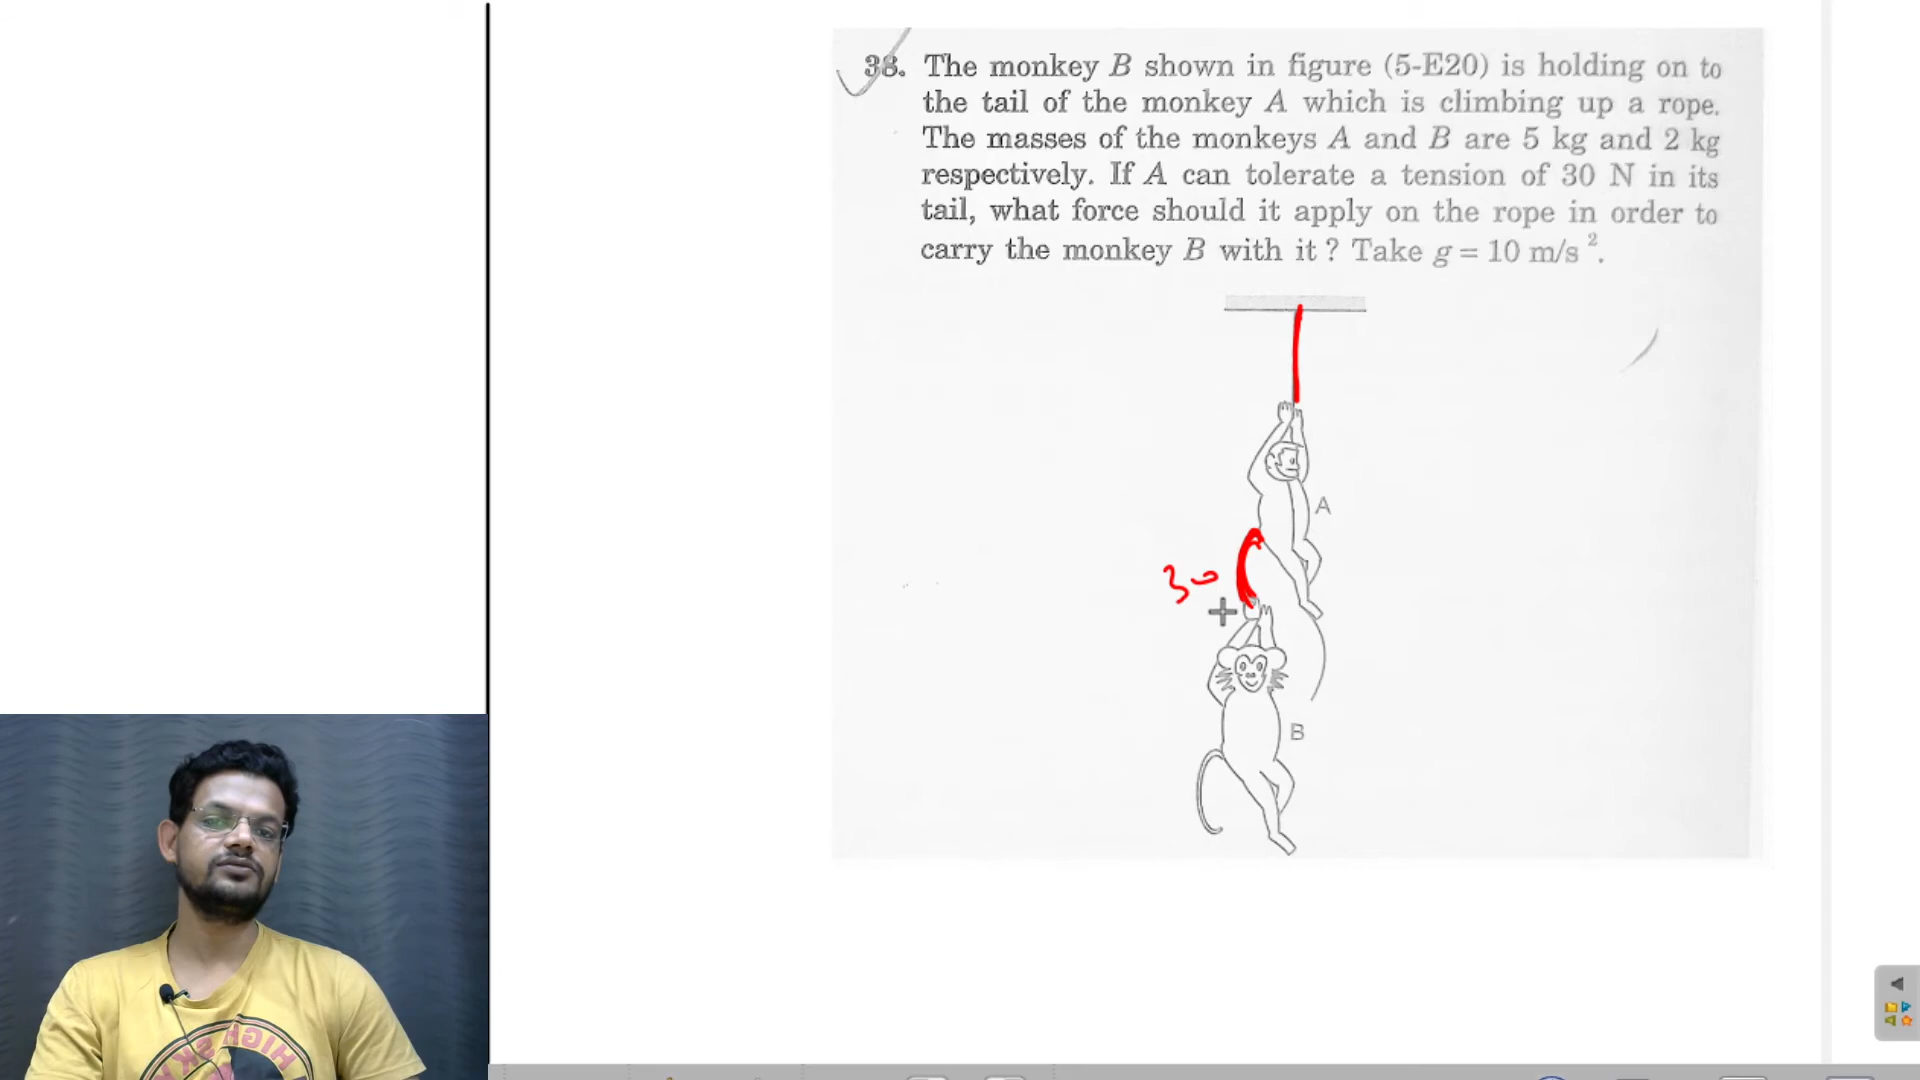 38. The monkey B shown in figure (5-E20) is holding on to
the tail of the monkey A which is climbing up a rope.
The masses of the monkeys A and B are 5 kg and 2 kg
respectively. If A can tolerate a tension of 30 N in its
tail, what force should it apply on the rope in order to
carry the monkey B with it ? Take g = 10 m/s ².
A
30
B
HIGH